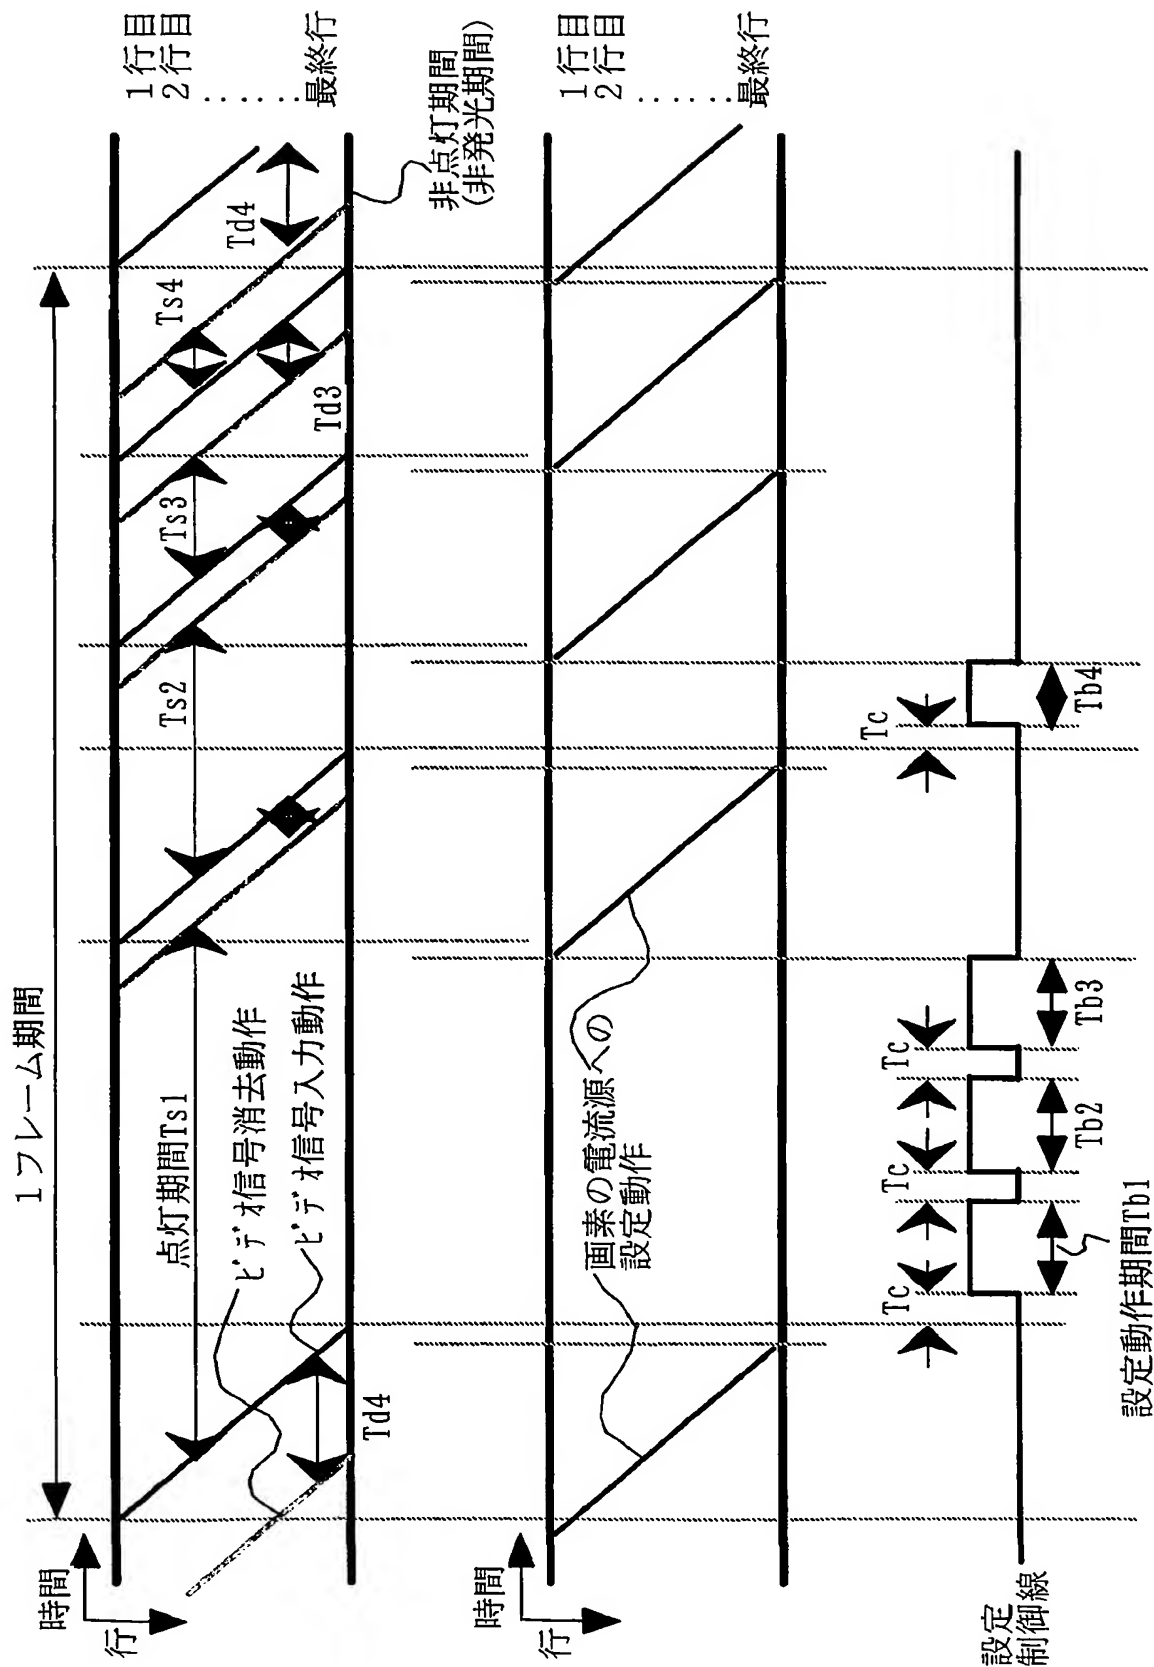 1フレーム期間
時間
行
点灯期間Ts1
Ts2
Ts3
Ts4
1行目
2行目
.......
最終行
ビデオ信号消去動作
ビデオ信号入力動作
Td4
Td3
Td4
非点灯期間
(非発光期間)
時間
行
1行目
2行目
.......
最終行
画素の電流源への
設定動作
設定
制御線
Tc
Tc
Tc
Tc
設定動作期間Tb1
Tb2
Tb3
Tb4